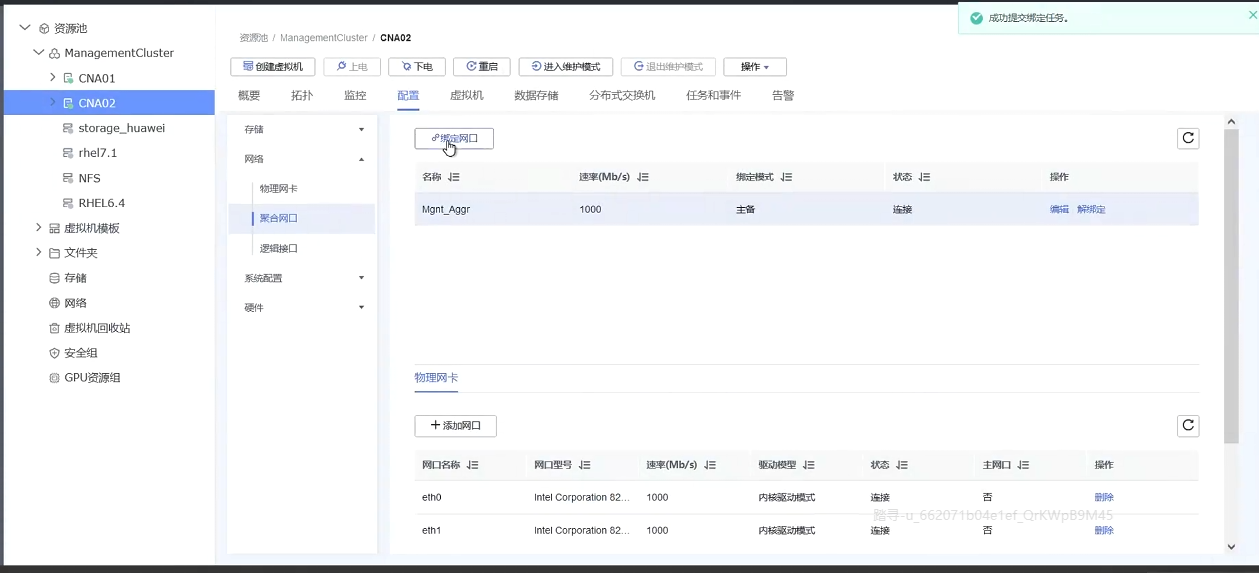 成功提交绑定任务。
资源池
ManagementCluster
CNA01
CNA02
storage_huawei
rhel7.1
NFS
RHEL6.4
虚拟机模板
文件夹
存储
网络
虚拟机回收站
安全组
GPU资源组
资源池 / ManagementCluster / CNA02
创建虚拟机 上电 下电 重启 进入维护模式 退出维护模式 操作
概要 拓扑 监控 配置 虚拟机 数据存储 分布式交换机 任务和事件 告警
存储
网络
物理网卡
聚合网口
逻辑接口
系统配置
硬件
绑定网口
名称 速率(Mb/s) 绑定模式 状态 操作
Mgnt_Aggr 1000 主备 连接 编辑 解绑定
物理网卡
添加网口
网口名称 网口型号 速率(Mb/s) 驱动模型 状态 主网口 操作
eth0 Intel Corporation 82... 1000 内核驱动模式 连接 否 删除
踏寻-u_662071b04e1ef_QrKWpB9M45
eth1 Intel Corporation 82... 1000 内核驱动模式 连接 否 删除